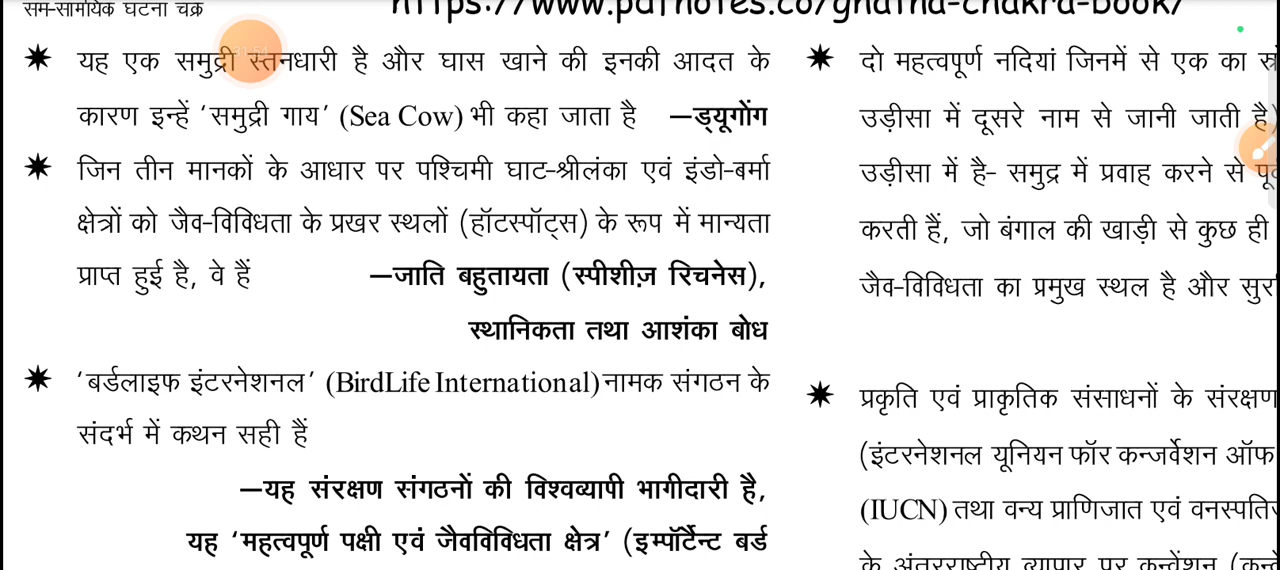 सम-सामयिक घटना चक्र
https://www.pdfnotes.co/ghatna-chakra-book/
✷ यह एक समुद्री स्तनधारी है और घास खाने की इनकी आदत के
कारण इन्हें ‘समुद्री गाय’ (Sea Cow) भी कहा जाता है –ड्यूगोंग
✷ जिन तीन मानकों के आधार पर पश्चिमी घाट-श्रीलंका एवं इंडो-बर्मा
क्षेत्रों को जैव-विविधता के प्रखर स्थलों (हॉटस्पॉट्स) के रूप में मान्यता
प्राप्त हुई है, वे हैं –जाति बहुतायता (स्पीशीज़ रिचनेस),
स्थानिकता तथा आशंका बोध
✷ ‘बर्डलाइफ इंटरनेशनल’ (BirdLife International) नामक संगठन के
संदर्भ में कथन सही हैं
–यह संरक्षण संगठनों की विश्वव्यापी भागीदारी है,
यह ‘महत्वपूर्ण पक्षी एवं जैवविविधता क्षेत्र’ (इम्पॉर्टेन्ट बर्ड
✷ दो महत्वपूर्ण नदियां जिनमें से एक का
उड़ीसा में दूसरे नाम से जानी जाती है)
उड़ीसा में है- समुद्र में प्रवाह करने से
करती हैं, जो बंगाल की खाड़ी से कुछ ही
जैव-विविधता का प्रमुख स्थल है और
✷ प्रकृति एवं प्राकृतिक संसाधनों के संरक्षण
(इंटरनेशनल यूनियन फॉर कन्जर्वेशन ऑफ
(IUCN) तथा वन्य प्राणिजात एवं
के अंतरराष्ट्रीय व्यापार पर कन्वेंशन